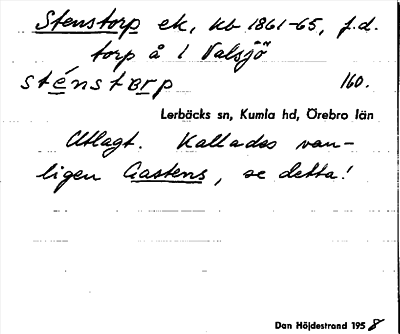 Stenstorp ek, kb 1861-65, f.d.
torp å 1 Valsjö
sténstɒrp 160.
Lerbäcks sn, Kumla hd, Örebro län
Utlagt. Kallades van-
ligen Gastens, se detta!
Dan Höjdestrand 1958